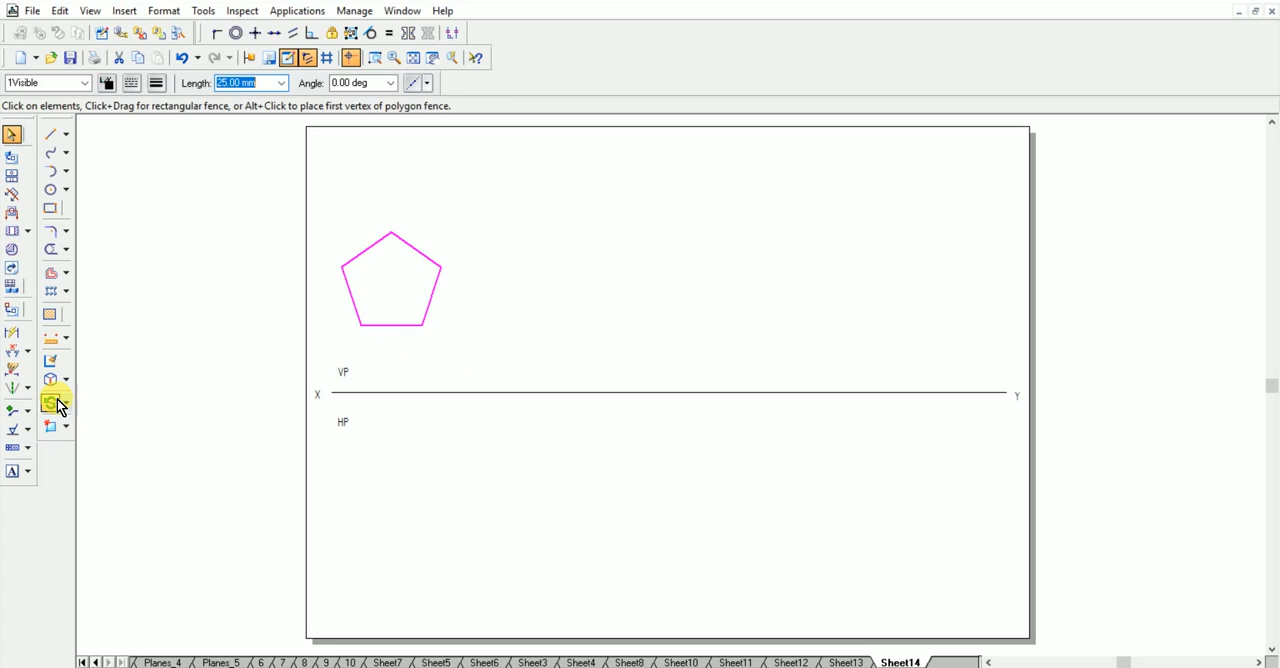 File Edit View Insert Format Tools Inspect Applications Manage Window Help
1Visible Length: 25.00 mm Angle: 0.00 deg
Click on elements, Click+Drag for rectangular fence, or Alt+Click to place first vertex of polygon fence.
A
VP
X Y
HP
Planes_4 Planes_5 6 7 8 9 10 Sheet7 Sheet5 Sheet6 Sheet3 Sheet4 Sheet8 Sheet10 Sheet11 Sheet12 Sheet13 Sheet14